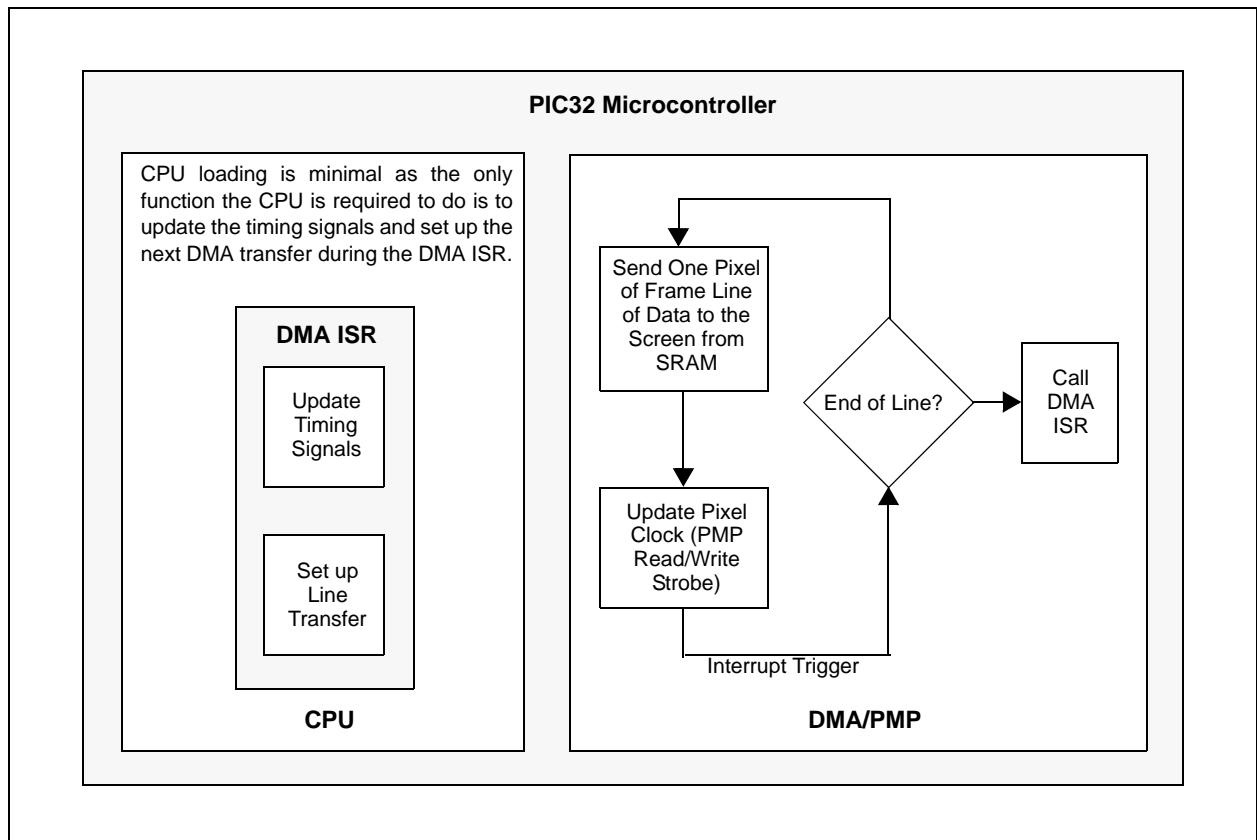 PIC32 Microcontroller
CPU loading is minimal as the only
function the CPU is required to do is to
update the timing signals and set up the
next DMA transfer during the DMA ISR.
DMA ISR
Update
Timing
Signals
Set up
Line
Transfer
CPU
Send One Pixel
of Frame Line
of Data to the
Screen from
SRAM
Update Pixel
Clock (PMP
Read/Write
Strobe)
Interrupt Trigger
End of Line?
Call
DMA
ISR
DMA/PMP